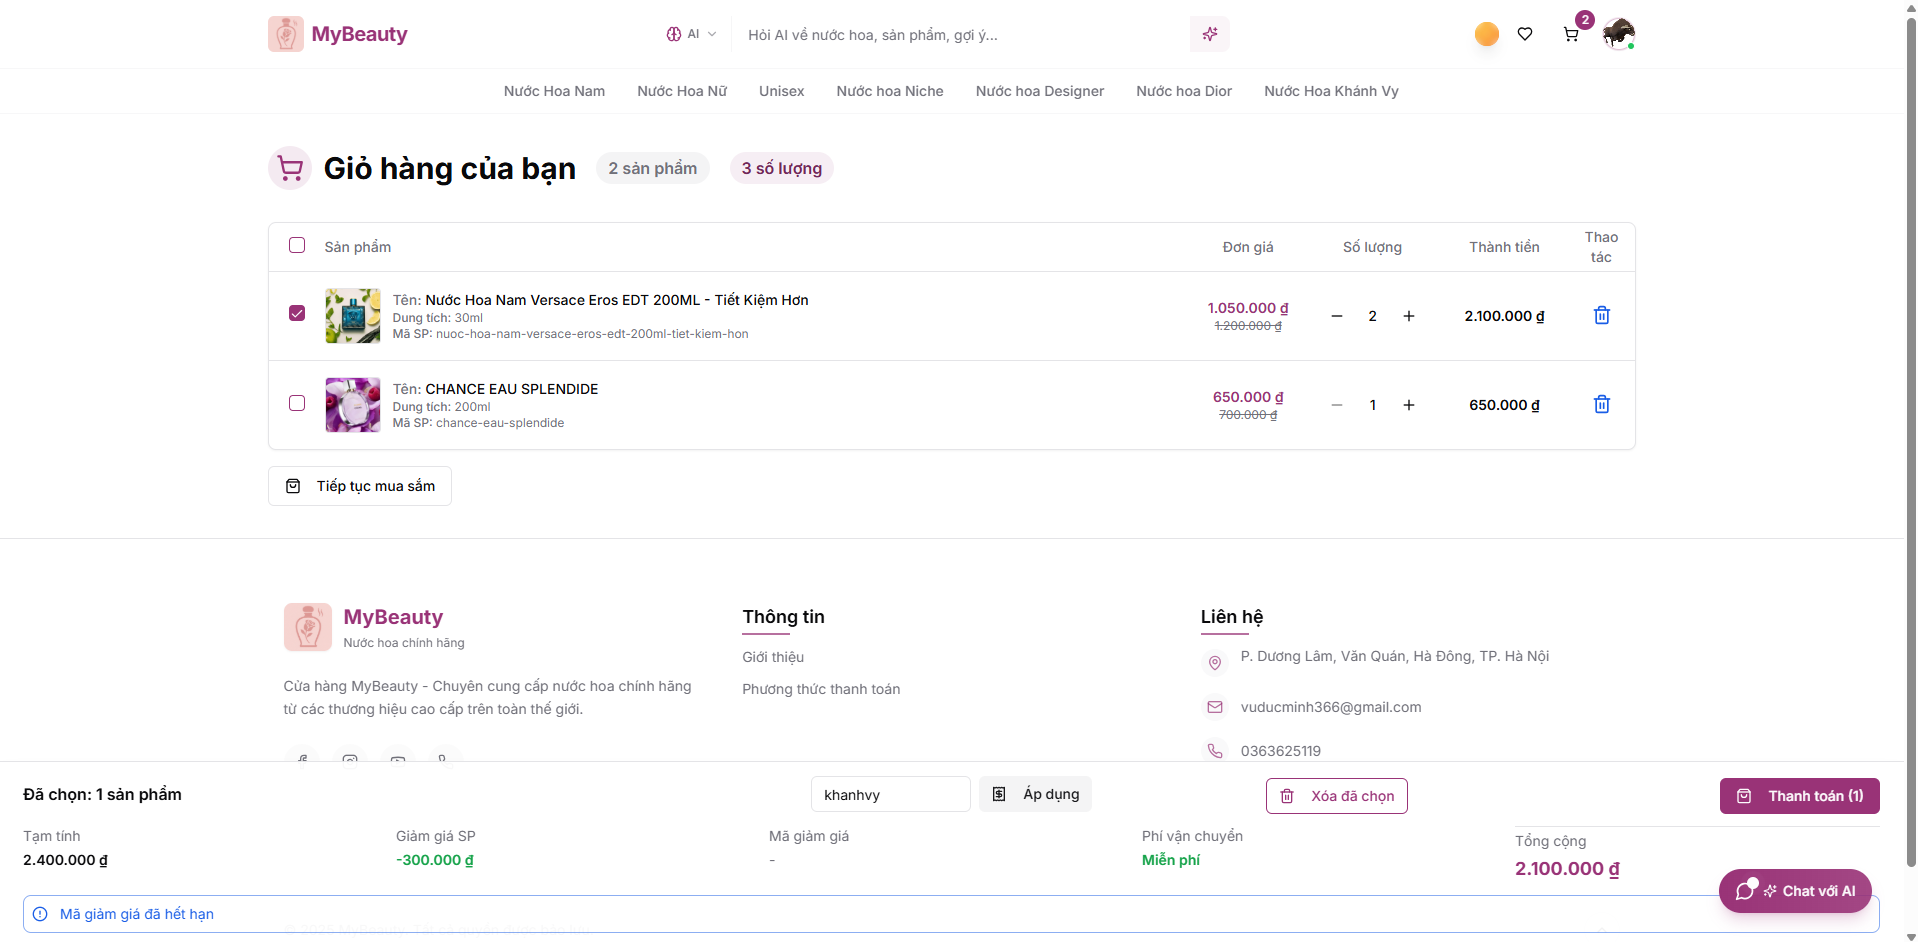 MyBeauty
AI
Hỏi AI về nước hoa, sản phẩm, gợi ý...
2
Nước Hoa Nam
Nước Hoa Nữ
Unisex
Nước hoa Niche
Nước hoa Designer
Nước hoa Dior
Nước Hoa Khánh Vy
Giỏ hàng của bạn
2 sản phẩm
3 số lượng
Sản phẩm
Đơn giá
Số lượng
Thành tiền
Thao
tác
Tên: Nước Hoa Nam Versace Eros EDT 200ML - Tiết Kiệm Hơn
Dung tích: 30ml
Mã SP: nuoc-hoa-nam-versace-eros-edt-200ml-tiet-kiem-hon
1.050.000 ₫
1.200.000 ₫
2
2.100.000 ₫
Tên: CHANCE EAU SPLENDIDE
Dung tích: 200ml
Mã SP: chance-eau-splendide
650.000 ₫
700.000 ₫
1
650.000 ₫
Tiếp tục mua sắm
MyBeauty
Nước hoa chính hãng
Cửa hàng MyBeauty - Chuyên cung cấp nước hoa chính hãng
từ các thương hiệu cao cấp trên toàn thế giới.
Thông tin
Giới thiệu
Phương thức thanh toán
Liên hệ
P. Dương Lâm, Văn Quán, Hà Đông, TP. Hà Nội
vuducminh366@gmail.com
0363625119
Đã chọn: 1 sản phẩm
khanhvy
Áp dụng
Xóa đã chọn
Thanh toán (1)
Tạm tính
2.400.000 ₫
Giảm giá SP
-300.000 ₫
Mã giảm giá
-
Phí vận chuyển
Miễn phí
Tổng cộng
2.100.000 ₫
Chat với AI
Mã giảm giá đã hết hạn